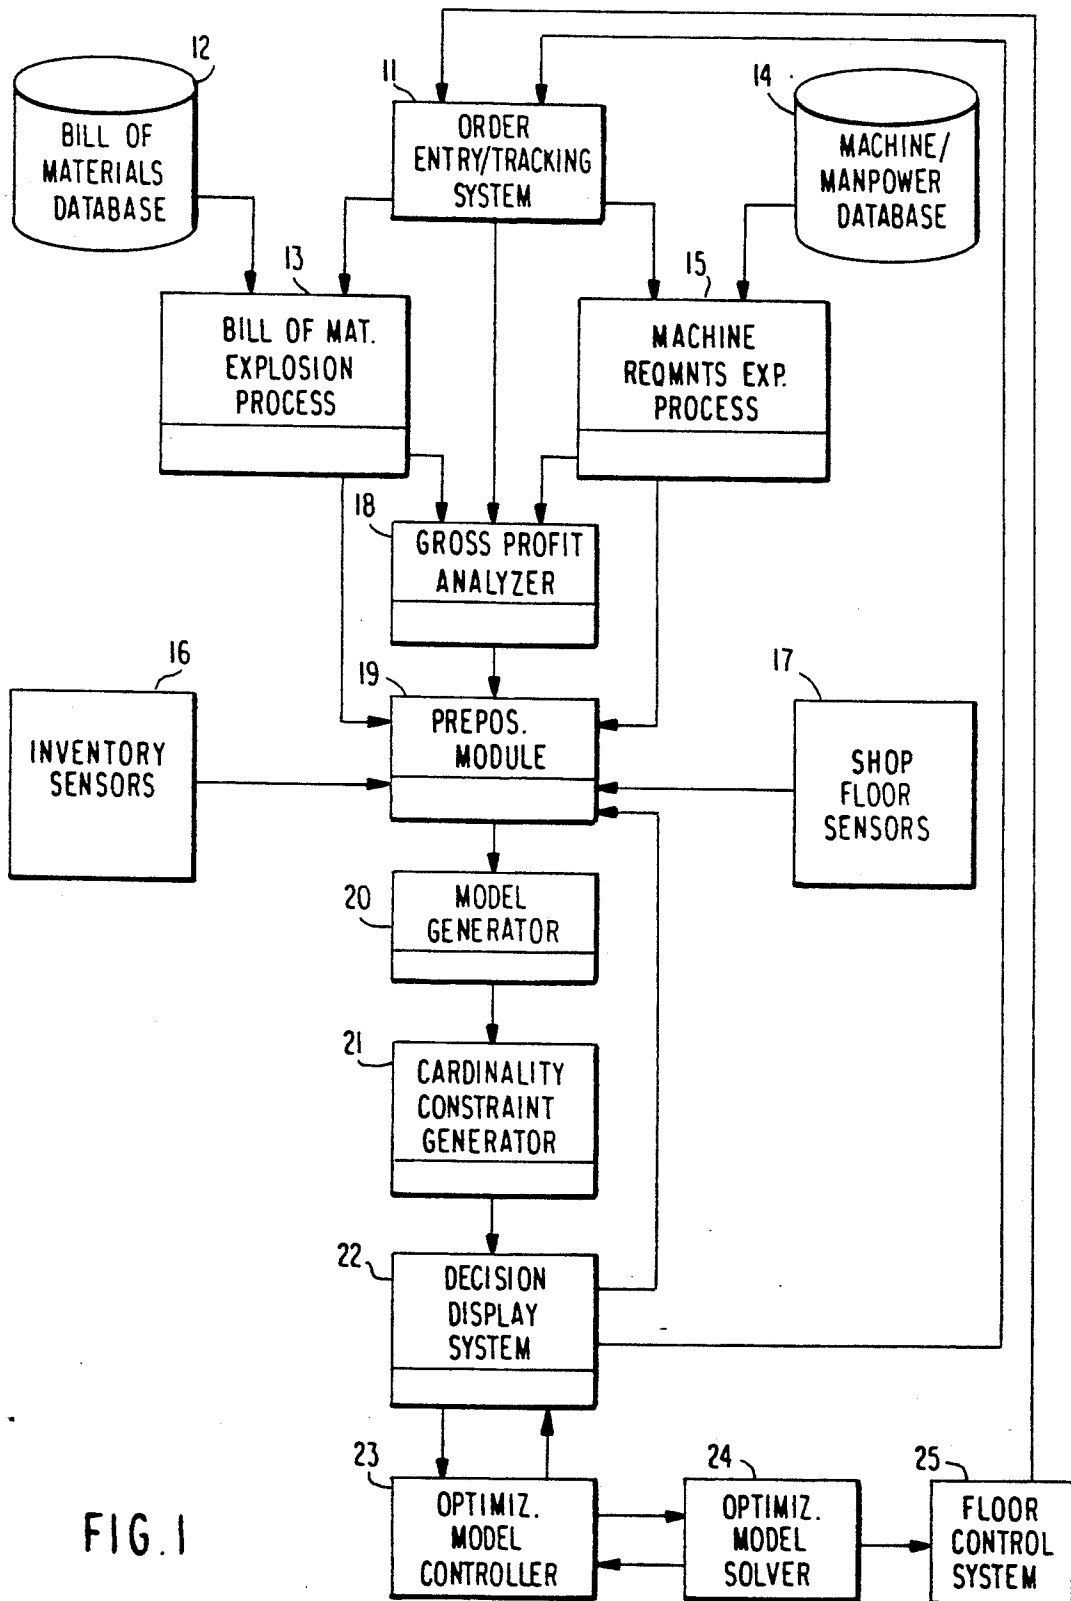 12
BILL OF
MATERIALS
DATABASE
11
ORDER
ENTRY/TRACKING
SYSTEM
14
MACHINE/
MANPOWER
DATABASE
13
BILL OF MAT.
EXPLOSION
PROCESS
15
MACHINE
REQMNTS EXP.
PROCESS
18
GROSS PROFIT
ANALYZER
16
INVENTORY
SENSORS
19
PREPOS.
MODULE
17
SHOP
FLOOR
SENSORS
20
MODEL
GENERATOR
21
CARDINALITY
CONSTRAINT
GENERATOR
22
DECISION
DISPLAY
SYSTEM
23
OPTIMIZ.
MODEL
CONTROLLER
24
OPTIMIZ.
MODEL
SOLVER
25
FLOOR
CONTROL
SYSTEM
FIG.1